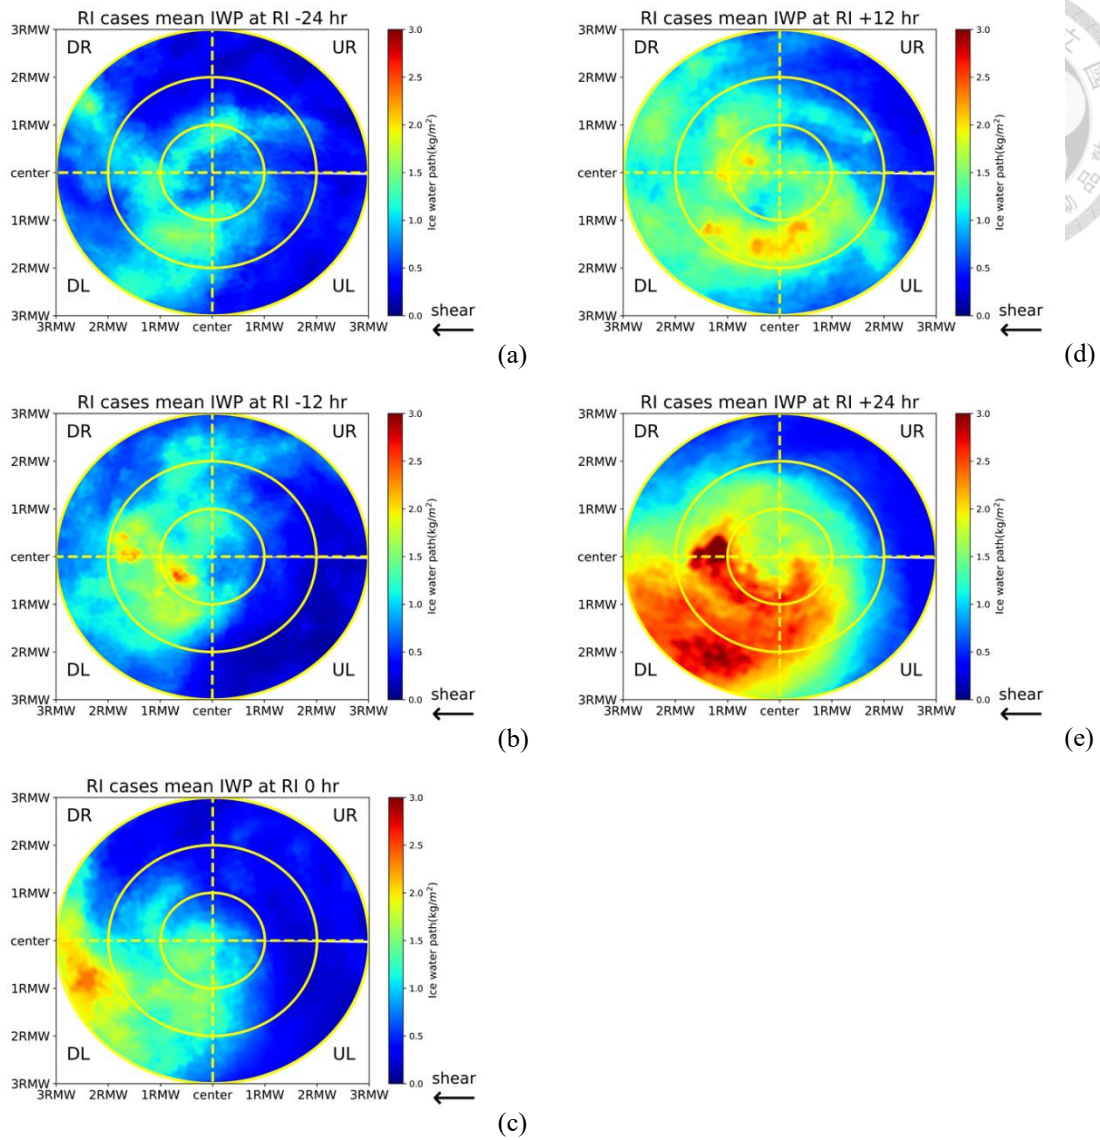 RI cases mean IWP at RI -24 hr
3RMW
2RMW
1RMW
center
1RMW
2RMW
3RMW
DR
UR
DL
UL
3RMW 2RMW 1RMW center 1RMW 2RMW 3RMW
3.0
2.5
2.0
1.5
1.0
0.5
0.0
Ice water path(kg/m²)
shear
(a)
RI cases mean IWP at RI +12 hr
3RMW
2RMW
1RMW
center
1RMW
2RMW
3RMW
DR
UR
DL
UL
3RMW 2RMW 1RMW center 1RMW 2RMW 3RMW
3.0
2.5
2.0
1.5
1.0
0.5
0.0
Ice water path(kg/m²)
shear
(d)
RI cases mean IWP at RI -12 hr
3RMW
2RMW
1RMW
center
1RMW
2RMW
3RMW
DR
UR
DL
UL
3RMW 2RMW 1RMW center 1RMW 2RMW 3RMW
3.0
2.5
2.0
1.5
1.0
0.5
0.0
Ice water path(kg/m²)
shear
(b)
RI cases mean IWP at RI +24 hr
3RMW
2RMW
1RMW
center
1RMW
2RMW
3RMW
DR
UR
DL
UL
3RMW 2RMW 1RMW center 1RMW 2RMW 3RMW
3.0
2.5
2.0
1.5
1.0
0.5
0.0
Ice water path(kg/m²)
shear
(e)
RI cases mean IWP at RI 0 hr
3RMW
2RMW
1RMW
center
1RMW
2RMW
3RMW
DR
UR
DL
UL
3RMW 2RMW 1RMW center 1RMW 2RMW 3RMW
3.0
2.5
2.0
1.5
1.0
0.5
0.0
Ice water path(kg/m²)
shear
(c)